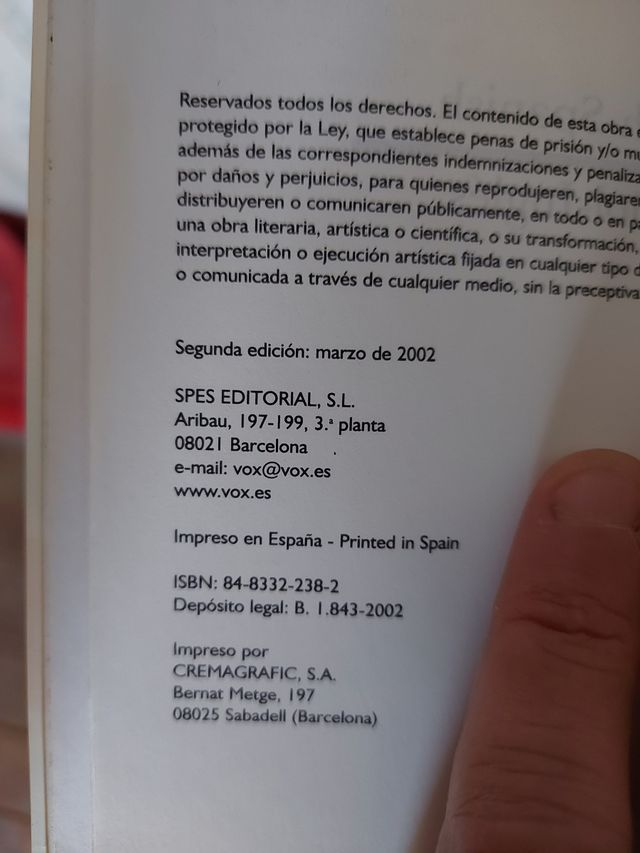 Reservados todos los derechos. El contenido de esta obra e
protegido por la Ley, que establece penas de prisión y/o mu
además de las correspondientes indemnizaciones y penaliza
por daños y perjuicios, para quienes reprodujeren, plagiaren
distribuyeren o comunicaren públicamente, en todo o en pa
una obra literaria, artística o científica, o su transformación,
interpretación o ejecución artística fijada en cualquier tipo d
o comunicada a través de cualquier medio, sin la preceptiva
Segunda edición: marzo de 2002
SPES EDITORIAL, S.L.
Aribau, 197-199, 3.ª planta
08021 Barcelona
e-mail: vox@vox.es
www.vox.es
Impreso en España - Printed in Spain
ISBN: 84-8332-238-2
Depósito legal: B. 1.843-2002
Impreso por
CREMAGRAFIC, S.A.
Bernat Metge, 197
08025 Sabadell (Barcelona)